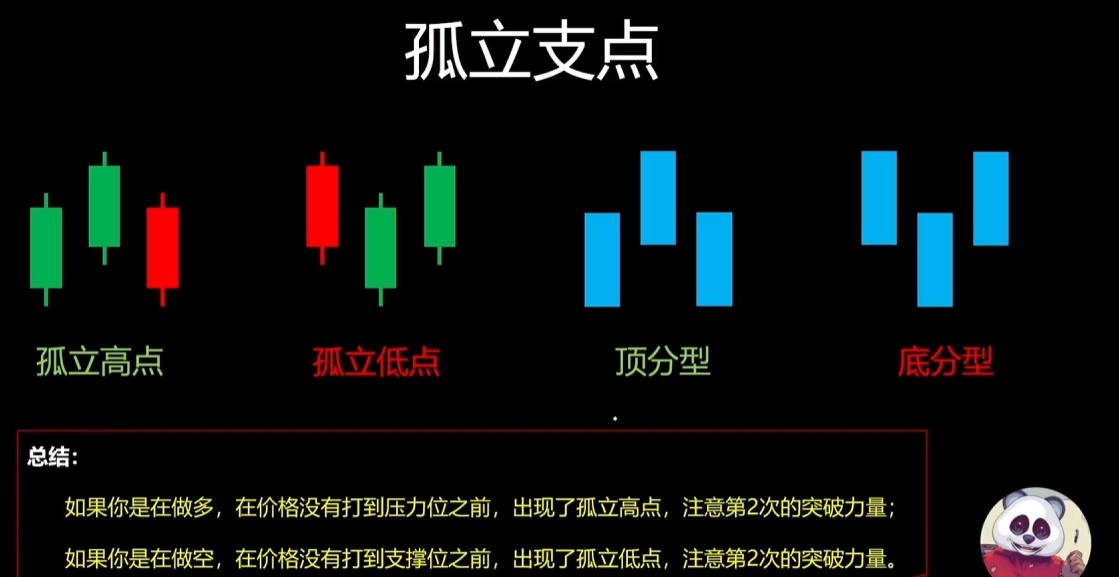 孤立支点
孤立高点 孤立低点 顶分型 底分型
总结：
如果你是在做多，在价格没有打到压力位之前，出现了孤立高点，注意第2次的突破力量；
如果你是在做空，在价格没有打到支撑位之前，出现了孤立低点，注意第2次的突破力量。